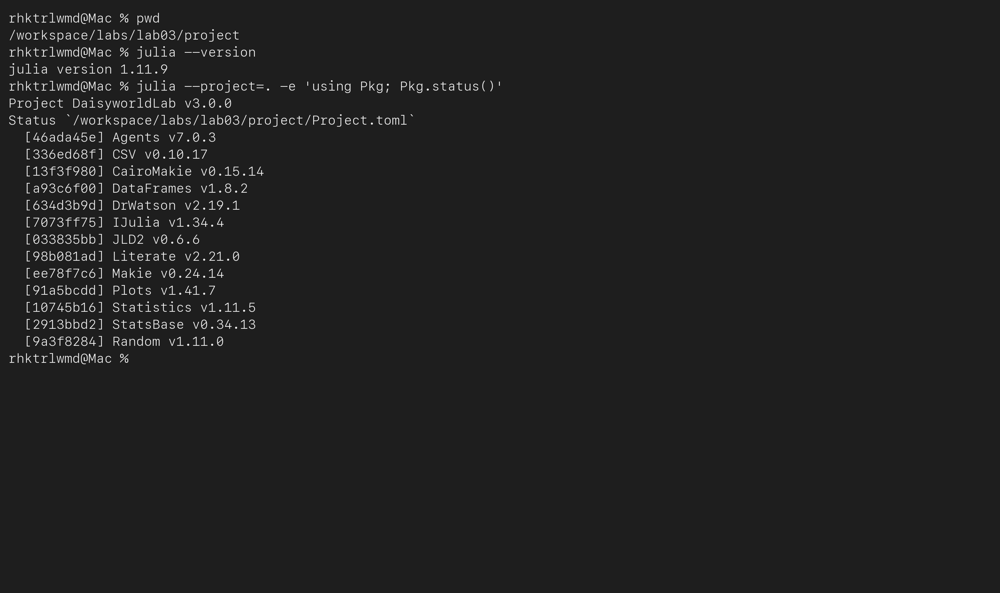 rhktrlwmd@Mac % pwd
/workspace/labs/lab03/project
rhktrlwmd@Mac % julia --version
julia version 1.11.9
rhktrlwmd@Mac % julia --project=. -e 'using Pkg; Pkg.status()'
Project DaisyworldLab v3.0.0
Status `/workspace/labs/lab03/project/Project.toml`
  [46ada45e] Agents v7.0.3
  [336ed68f] CSV v0.10.17
  [13f3f980] CairoMakie v0.15.14
  [a93c6f00] DataFrames v1.8.2
  [634d3b9d] DrWatson v2.19.1
  [7073ff75] IJulia v1.34.4
  [033835bb] JLD2 v0.6.6
  [98b081ad] Literate v2.21.0
  [ee78f7c6] Makie v0.24.14
  [91a5bcdd] Plots v1.41.7
  [10745b16] Statistics v1.11.5
  [2913bbd2] StatsBase v0.34.13
  [9a3f8284] Random v1.11.0
rhktrlwmd@Mac %